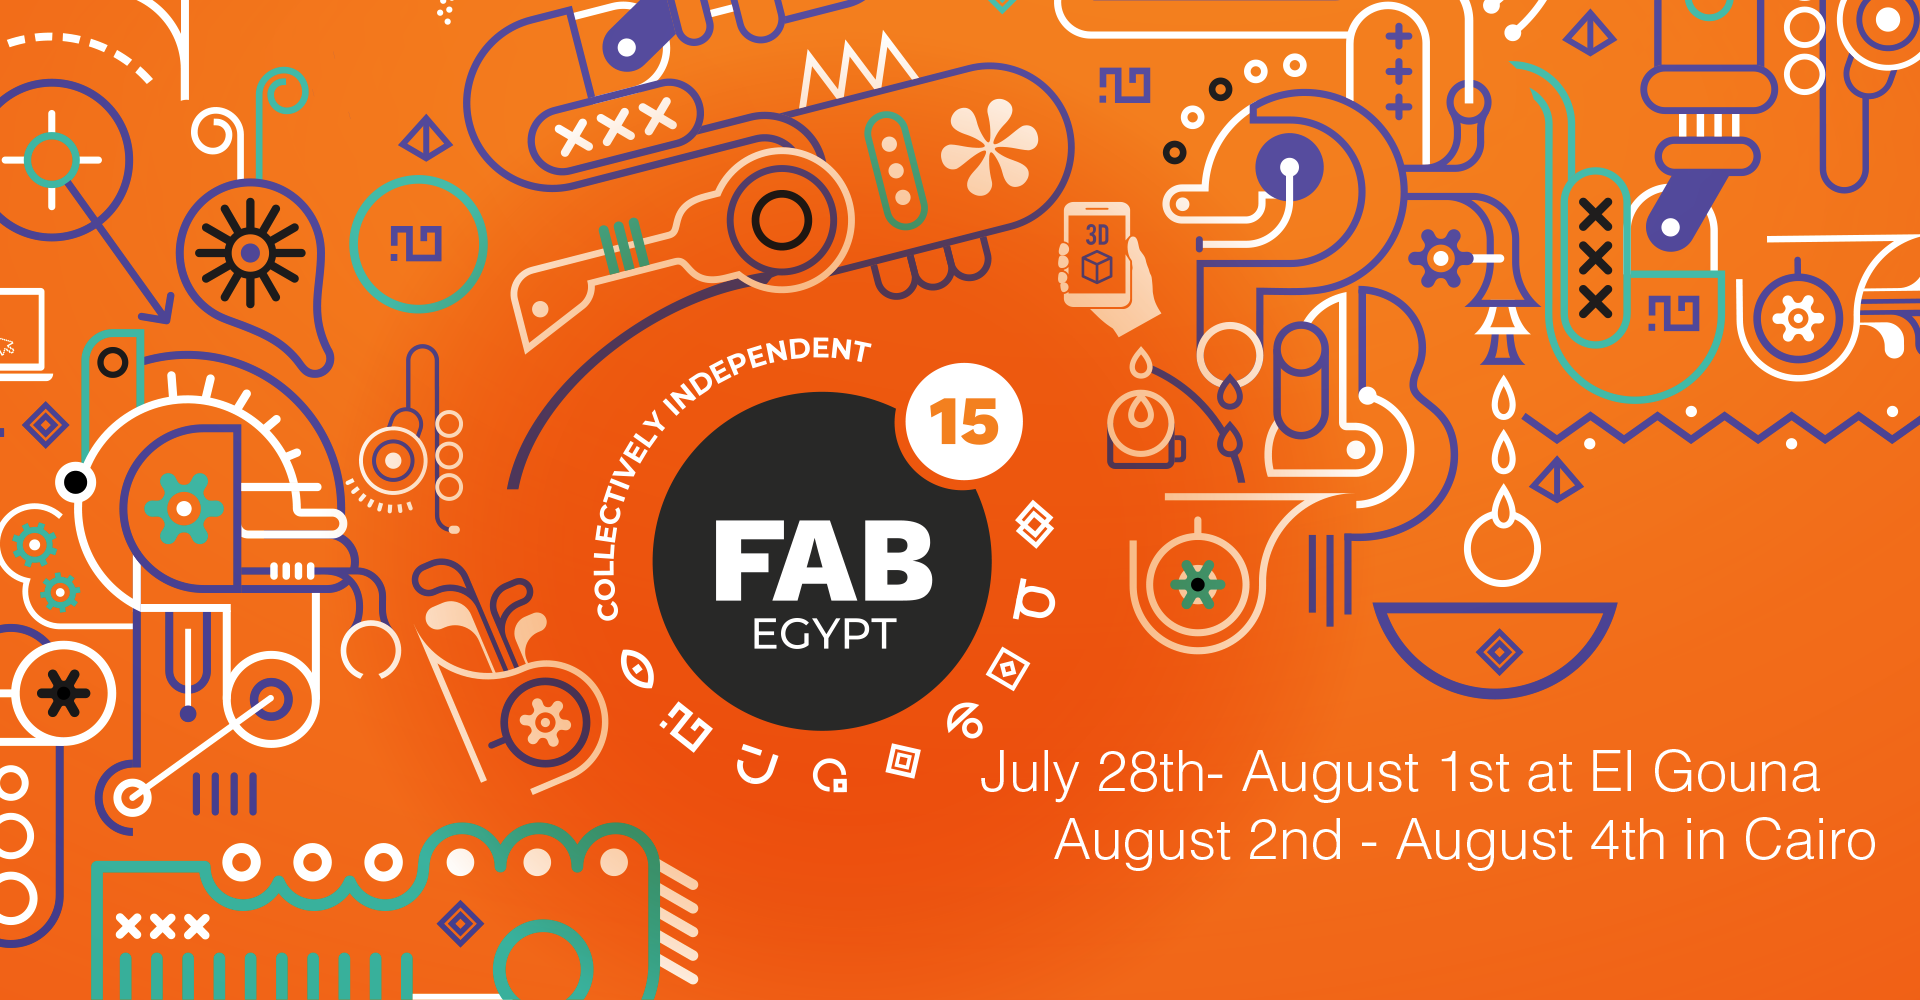 3D
COLLECTIVELY INDEPENDENT
15
FAB
EGYPT
July 28th- August 1st at El Gouna
August 2nd - August 4th in Cairo